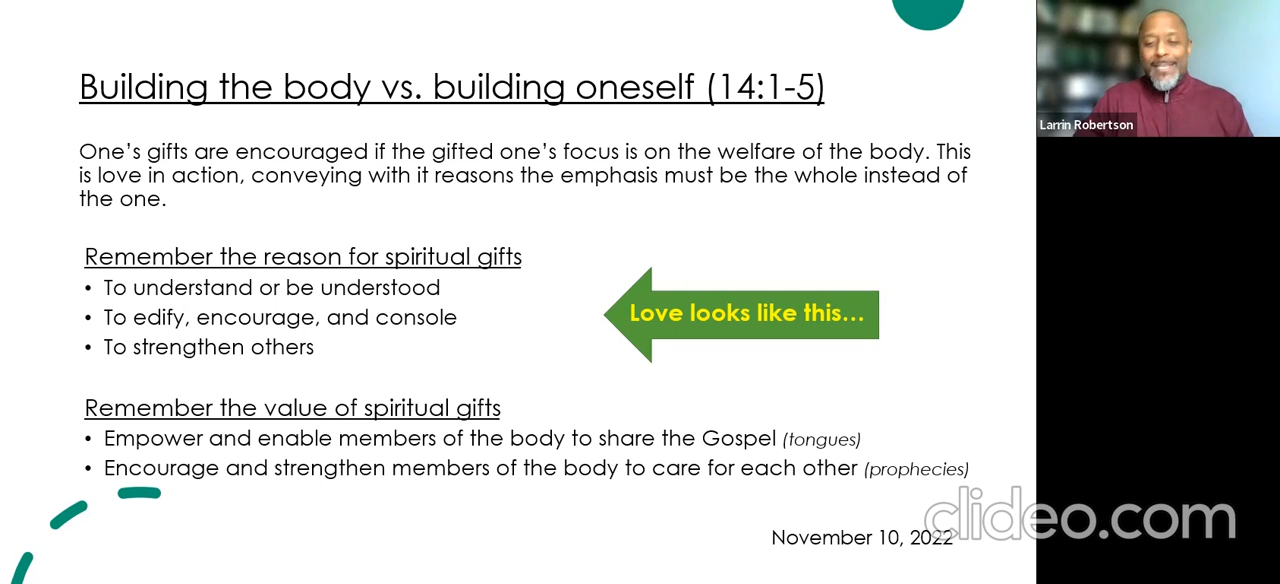 Building the body vs. building oneself (14:1-5)
One's gifts are encouraged if the gifted one's focus is on the welfare of the body. This
is love in action, conveying with it reasons the emphasis must be the whole instead of
the one.
Remember the reason for spiritual gifts
• To understand or be understood
• To edify, encourage, and console
• To strengthen others
Love looks like this…
Remember the value of spiritual gifts
• Empower and enable members of the body to share the Gospel (tongues)
• Encourage and strengthen members of the body to care for each other (prophecies)
November 10, 2022
Larrin Robertson
clideo.com